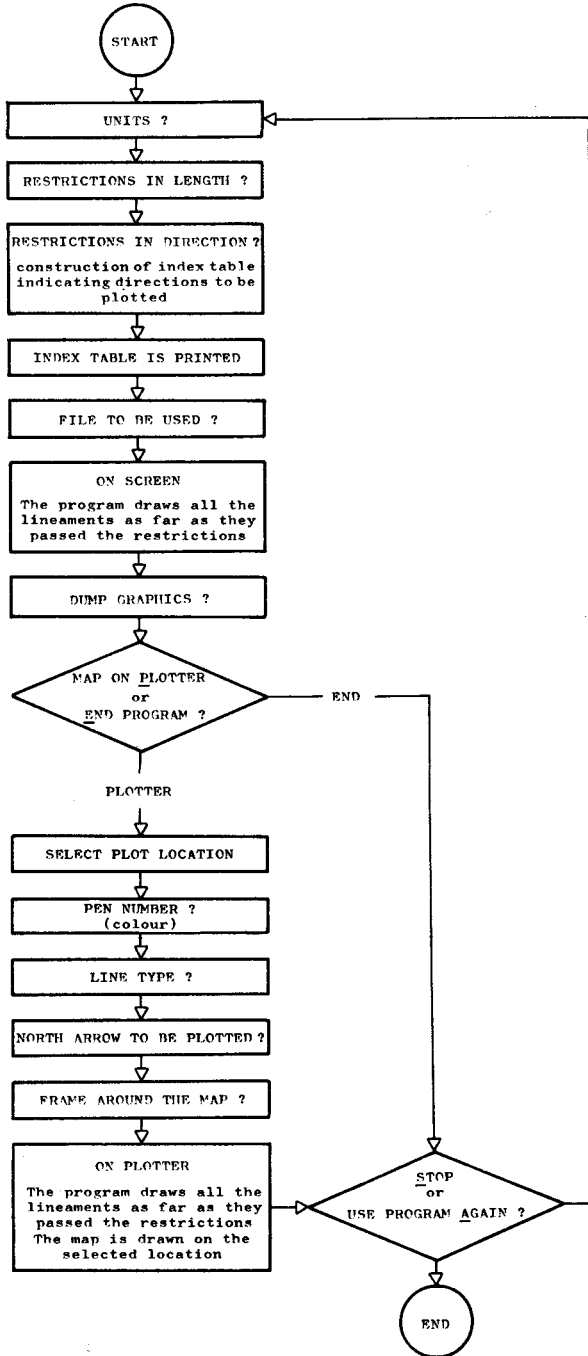 START
UNITS ?
RESTRICTIONS IN LENGTH ?
RESTRICTIONS IN DIRECTION ?
construction of index table
indicating directions to be
plotted
INDEX TABLE IS PRINTED
FILE TO BE USED ?
ON SCREEN
The program draws all the
lineaments as far as they
passed the restrictions
DUMP GRAPHICS ?
MAP ON PLOTTER
or
END PROGRAM ?
END
PLOTTER
SELECT PLOT LOCATION
PEN NUMBER ?
(colour)
LINE TYPE ?
NORTH ARROW TO BE PLOTTED ?
FRAME AROUND THE MAP ?
ON PLOTTER
The program draws all the
lineaments as far as they
passed the restrictions
The map is drawn on the
selected location
STOP
or
USE PROGRAM AGAIN ?
END